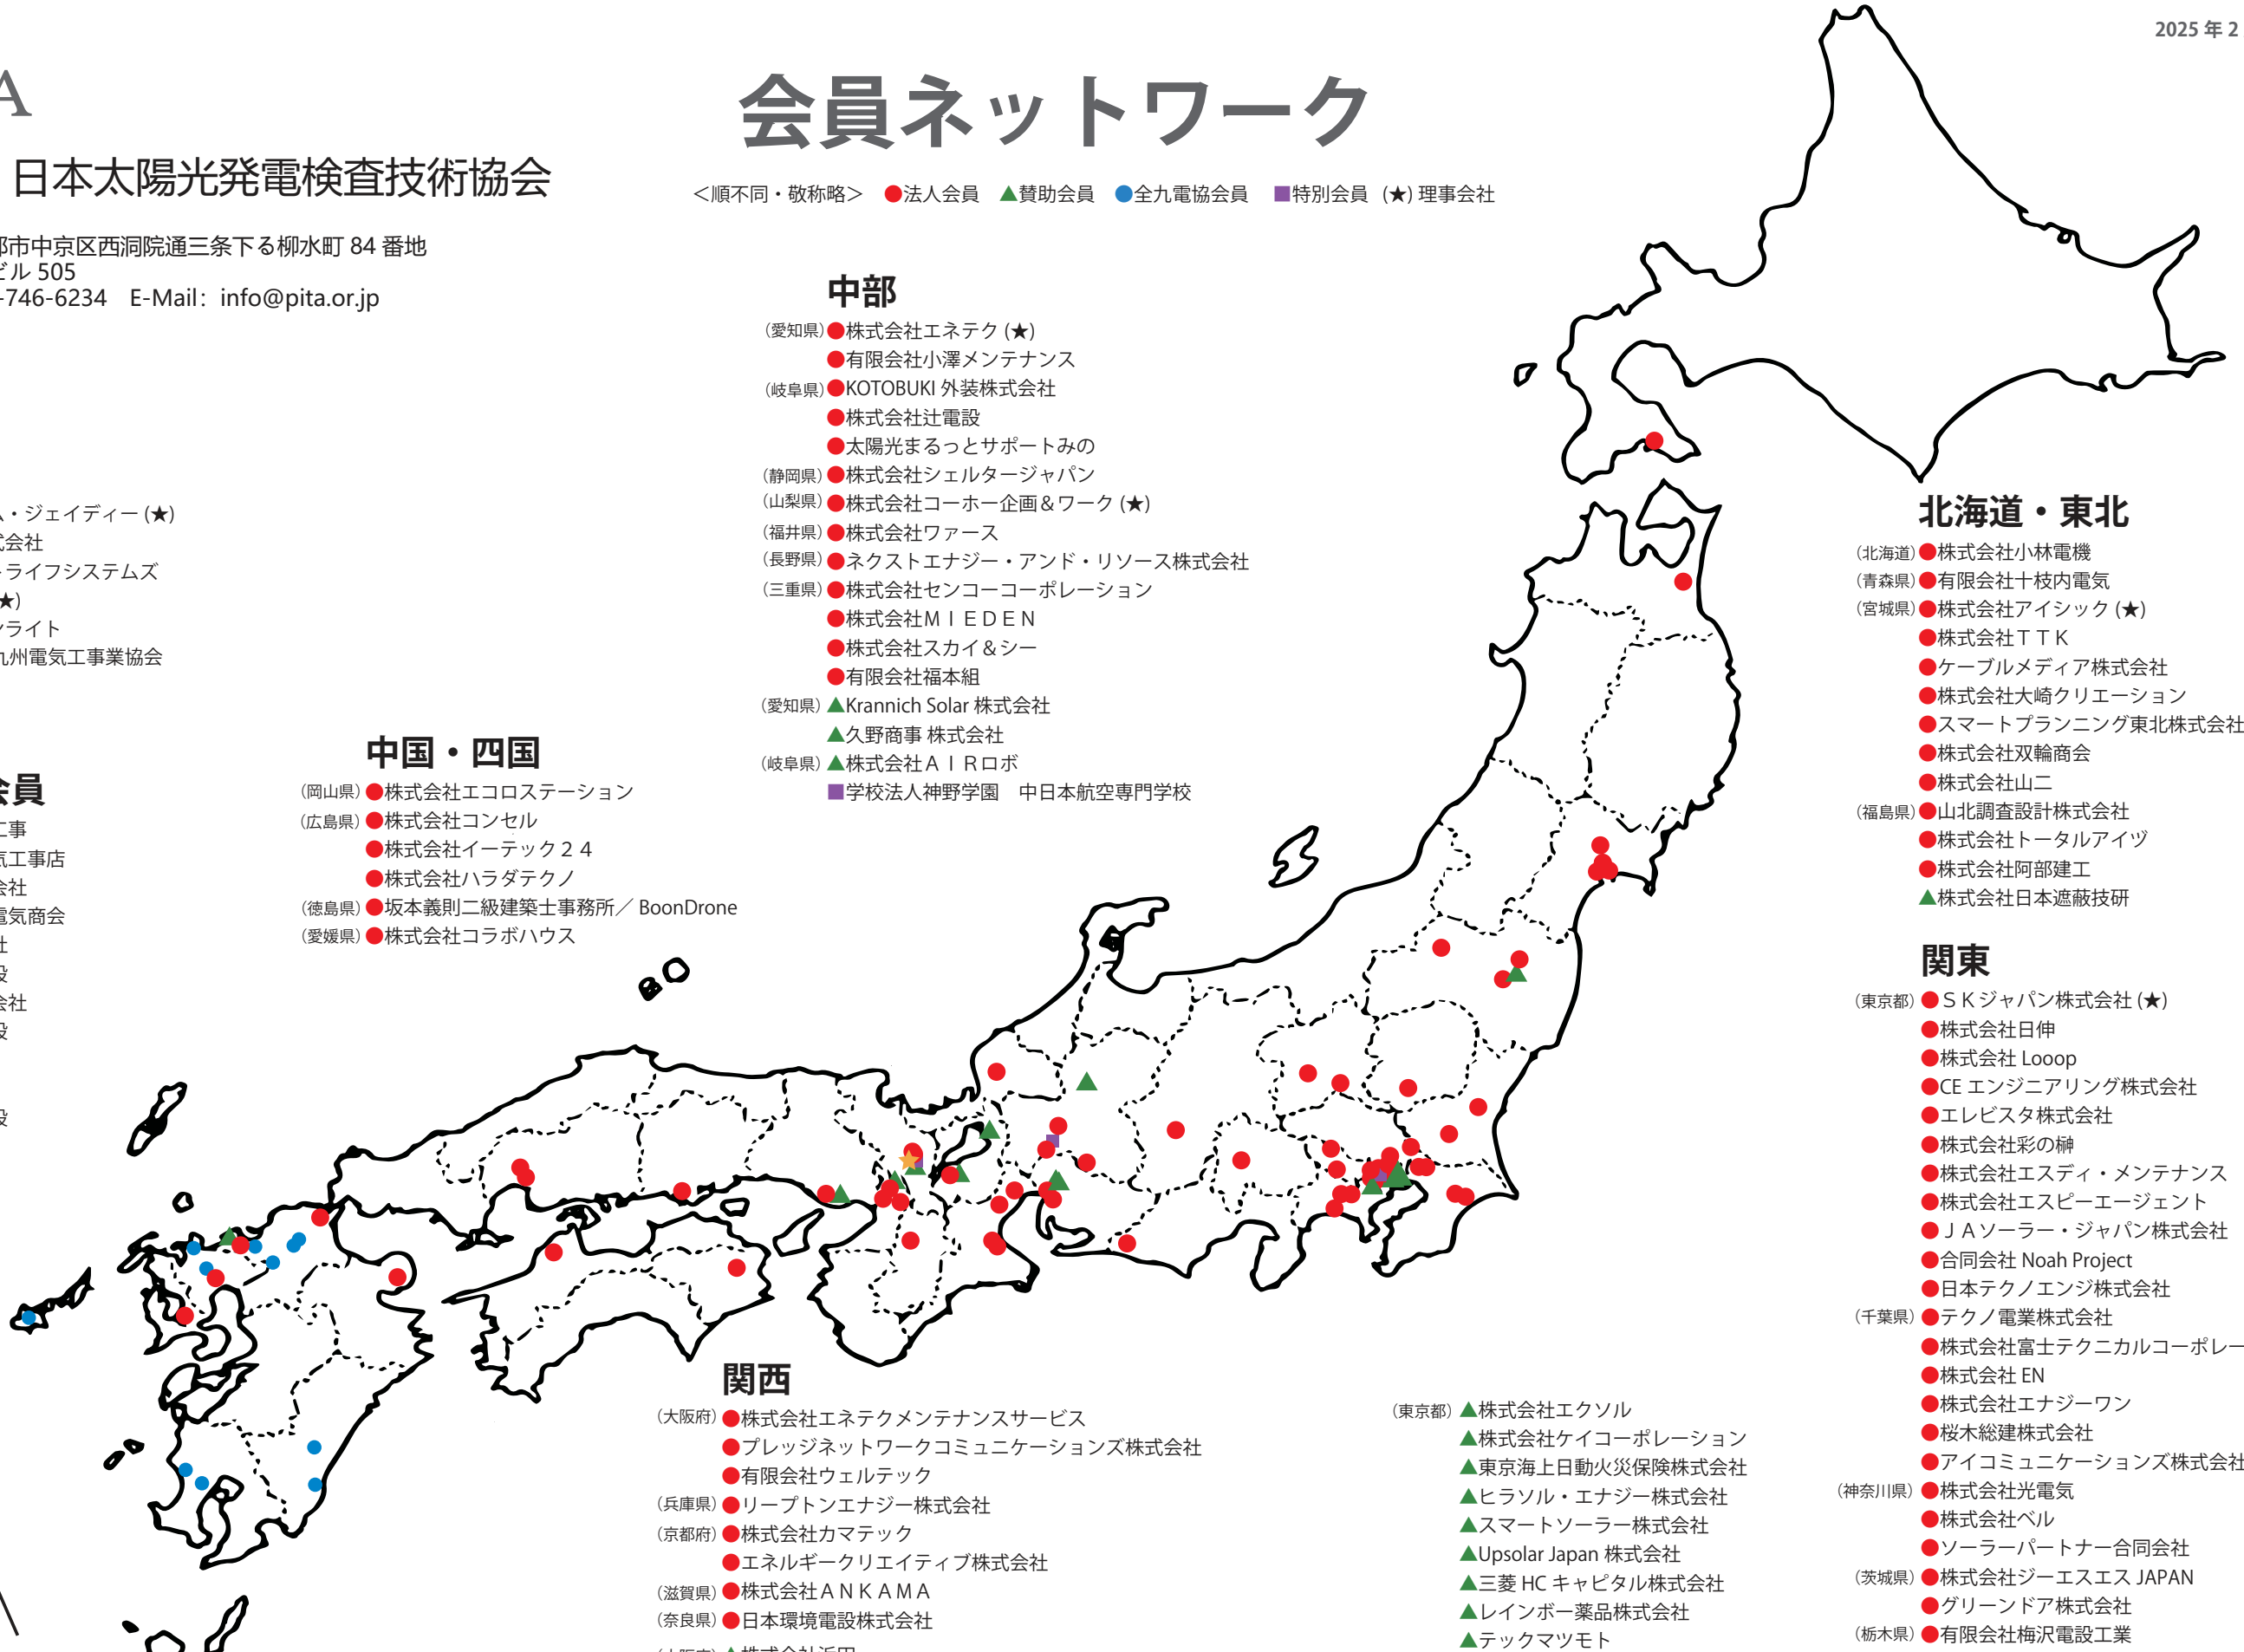 2025 年 2
A
会員ネットワーク
日本太陽光発電検査技術協会
＜順不同・敬称略＞ ●法人会員 ▲賛助会員 ●全九電協会員 ■特別会員 (★) 理事会社
都市中京区西洞院通三条下る柳水町 84 番地
ビル 505
-746-6234 E-Mail：info@pita.or.jp
ム・ジェイディー (★)
式会社
トライフシステムズ
★)
ンライト
九州電気工事業協会
会員
工事
気工事店
会社
電気商会
社
設
会社
設
設
中国・四国
（岡山県）●株式会社エコロステーション
（広島県）●株式会社コンセル
●株式会社イーテック２４
●株式会社ハラダテクノ
（徳島県）●坂本義則二級建築士事務所／ BoonDrone
（愛媛県）●株式会社コラボハウス
中部
（愛知県）●株式会社エネテク (★)
●有限会社小澤メンテナンス
（岐阜県）●KOTOBUKI 外装株式会社
●株式会社辻電設
●太陽光まるっとサポートみの
（静岡県）●株式会社シェルタージャパン
（山梨県）●株式会社コーホー企画＆ワーク (★)
（福井県）●株式会社ワァース
（長野県）●ネクストエナジー・アンド・リソース株式会社
（三重県）●株式会社センコーコーポレーション
●株式会社ＭＩＥＤＥＮ
●株式会社スカイ＆シー
●有限会社福本組
（愛知県）▲Krannich Solar 株式会社
▲久野商事 株式会社
（岐阜県）▲株式会社ＡＩＲロボ
■学校法人神野学園　中日本航空専門学校
北海道・東北
（北海道）●株式会社小林電機
（青森県）●有限会社十枝内電気
（宮城県）●株式会社アイシック (★)
●株式会社ＴＴＫ
●ケーブルメディア株式会社
●株式会社大崎クリエーション
●スマートプランニング東北株式会社
●株式会社双輪商会
●株式会社山二
（福島県）●山北調査設計株式会社
●株式会社トータルアイヅ
●株式会社阿部建工
▲株式会社日本遮蔽技研
関東
（東京都）●ＳＫジャパン株式会社 (★)
●株式会社日伸
●株式会社 Looop
●CE エンジニアリング株式会社
●エレビスタ株式会社
●株式会社彩の榊
●株式会社エスディ・メンテナンス
●株式会社エスピーエージェント
●ＪＡソーラー・ジャパン株式会社
●合同会社 Noah Project
●日本テクノエンジ株式会社
（千葉県）●テクノ電業株式会社
●株式会社富士テクニカルコーポレー
●株式会社 EN
●株式会社エナジーワン
●桜木総建株式会社
●アイコミュニケーションズ株式会社
（神奈川県）●株式会社光電気
●株式会社ベル
●ソーラーパートナー合同会社
（茨城県）●株式会社ジーエスエス JAPAN
●グリーンドア株式会社
（栃木県）●有限会社梅沢電設工業
関西
（大阪府）●株式会社エネテクメンテナンスサービス
●ブレッジネットワークコミュニケーションズ株式会社
●有限会社ウェルテック
（兵庫県）●リープトンエナジー株式会社
（京都府）●株式会社カマテック
●エネルギークリエイティブ株式会社
（滋賀県）●株式会社ＡＮＫＡＭＡ
（奈良県）●日本環境電設株式会社
（東京都）▲株式会社エクソル
▲株式会社ケイコーポレーション
▲東京海上日動火災保険株式会社
▲ヒラソル・エナジー株式会社
▲スマートソーラー株式会社
▲Upsolar Japan 株式会社
▲三菱 HC キャピタル株式会社
▲レインボー薬品株式会社
▲テックマツモト